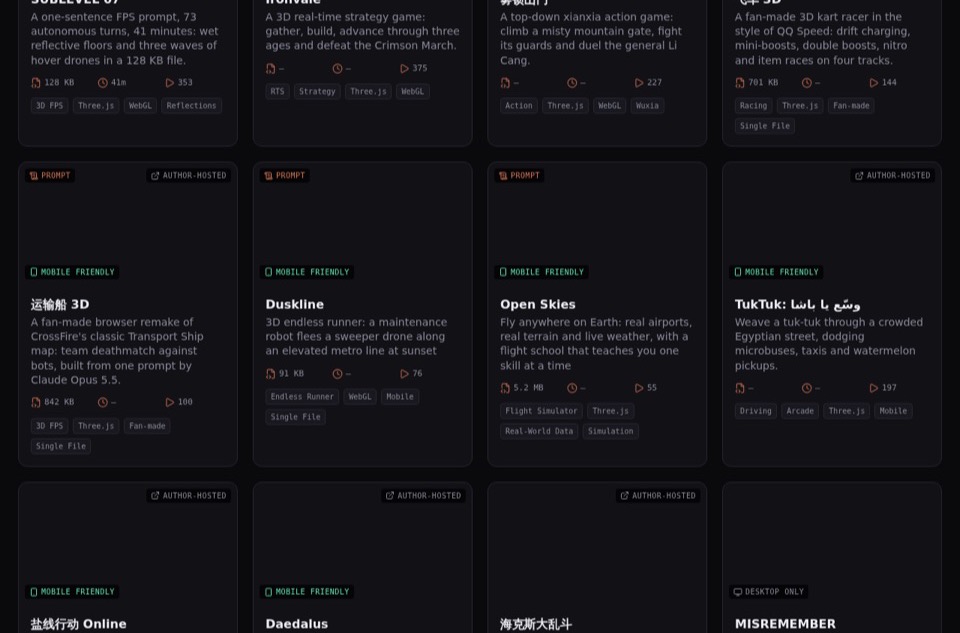 A one-sentence FPS prompt, 73
autonomous turns, 41 minutes: wet
reflective floors and three waves of
hover drones in a 128 KB file.
128 KB 41m 353
3D FPS Three.js WebGL Reflections
A 3D real-time strategy game:
gather, build, advance through three
ages and defeat the Crimson March.
– – 375
RTS Strategy Three.js WebGL
A top-down xianxia action game:
climb a misty mountain gate, fight
its guards and duel the general Li
Cang.
– – 227
Action Three.js WebGL Wuxia
A fan-made 3D kart racer in the
style of QQ Speed: drift charging,
mini-boosts, double boosts, nitro
and item races on four tracks.
701 KB – 144
Racing Three.js Fan-made
Single File
PROMPT AUTHOR-HOSTED
MOBILE FRIENDLY
运输船 3D
A fan-made browser remake of
CrossFire's classic Transport Ship
map: team deathmatch against
bots, built from one prompt by
Claude Opus 5.5.
842 KB – 100
3D FPS Three.js Fan-made
Single File
PROMPT
MOBILE FRIENDLY
Duskline
3D endless runner: a maintenance
robot flees a sweeper drone along
an elevated metro line at sunset
91 KB – 76
Endless Runner WebGL Mobile
Single File
PROMPT
MOBILE FRIENDLY
Open Skies
Fly anywhere on Earth: real airports,
real terrain and live weather, with a
flight school that teaches you one
skill at a time
5.2 MB – 55
Flight Simulator Three.js
Real-World Data Simulation
AUTHOR-HOSTED
MOBILE FRIENDLY
TukTuk: وسّع يا باشا
Weave a tuk-tuk through a crowded
Egyptian street, dodging
microbuses, taxis and watermelon
pickups.
– – 197
Driving Arcade Three.js Mobile
AUTHOR-HOSTED
MOBILE FRIENDLY
盐线行动 Online
AUTHOR-HOSTED
MOBILE FRIENDLY
Daedalus
AUTHOR-HOSTED
海克斯大乱斗
DESKTOP ONLY
MISREMEMBER